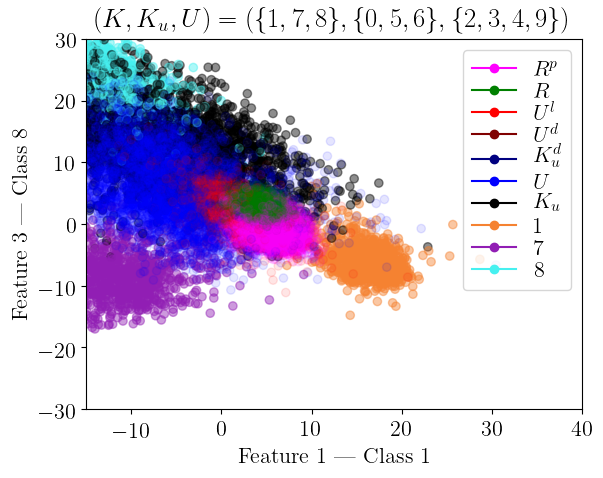 (K, K_u, U) = ({1, 7, 8}, {0, 5, 6}, {2, 3, 4, 9})
30
20
10
0
−10
−20
−30
Feature 3 — Class 8
R^p
R
U^l
U^d
K_u^d
U
K_u
1
7
8
−10
0
10
20
30
40
Feature 1 — Class 1